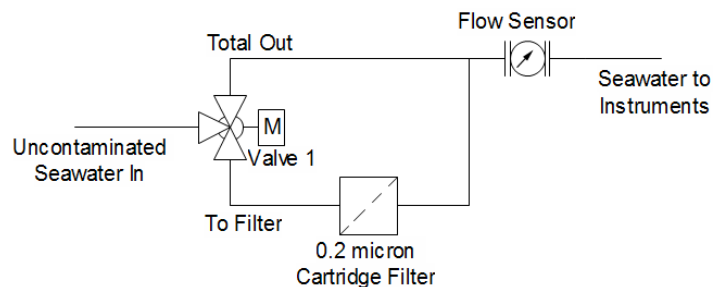 Flow Sensor
Total Out
Seawater to
Instruments
M
Uncontaminated
Seawater In
Valve 1
To Filter
0.2 micron
Cartridge Filter